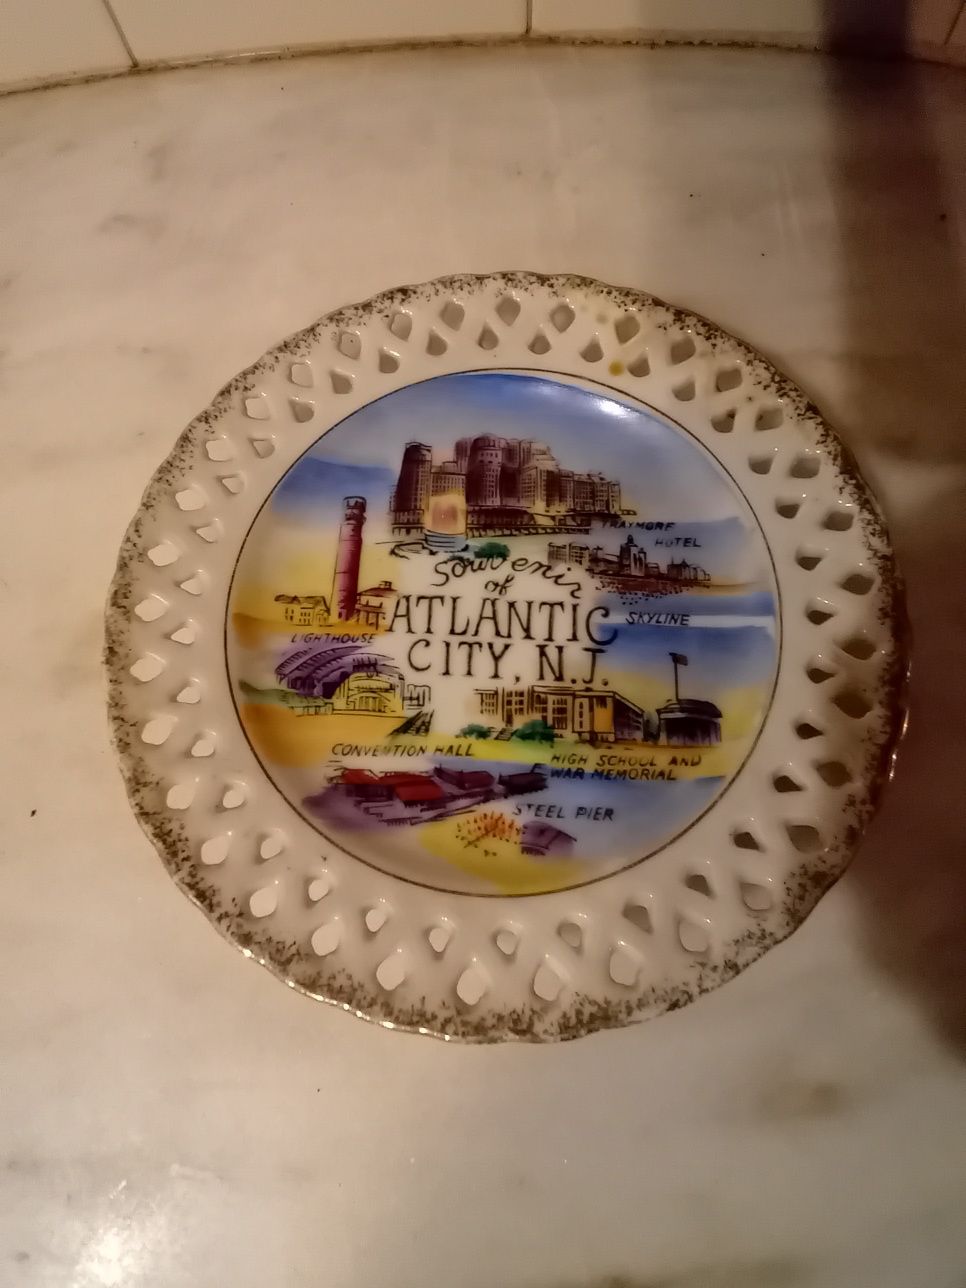 TRAYMORE
HOTEL
Souvenir
of
ATLANTIC
CITY, N.J.
SKYLINE
LIGHTHOUSE
CONVENTION HALL
HIGH SCHOOL AND
WAR MEMORIAL
STEEL PIER